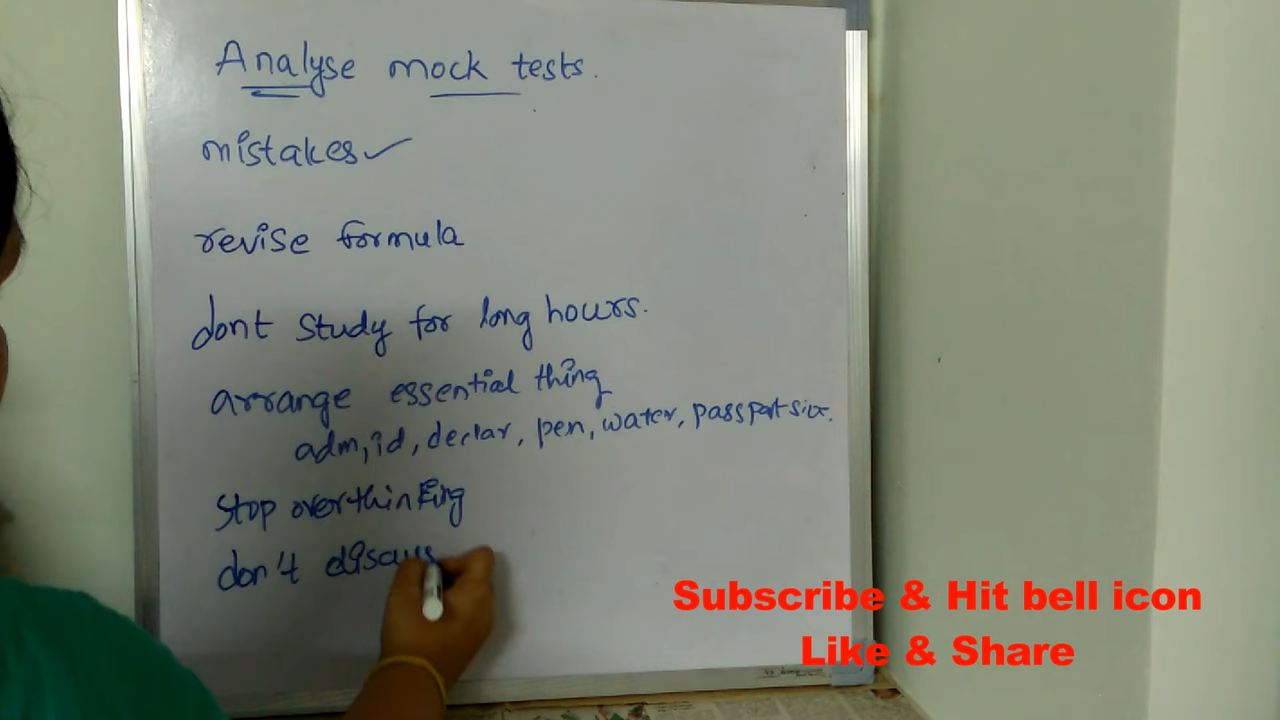 Analyse mock tests.
mistakes✓
revise formula
dont study for long hours.
arrange essential thing
adm, id, declar, pen, water, passport size.
stop overthinking
don't discuss
Subscribe & Hit bell icon
Like & Share